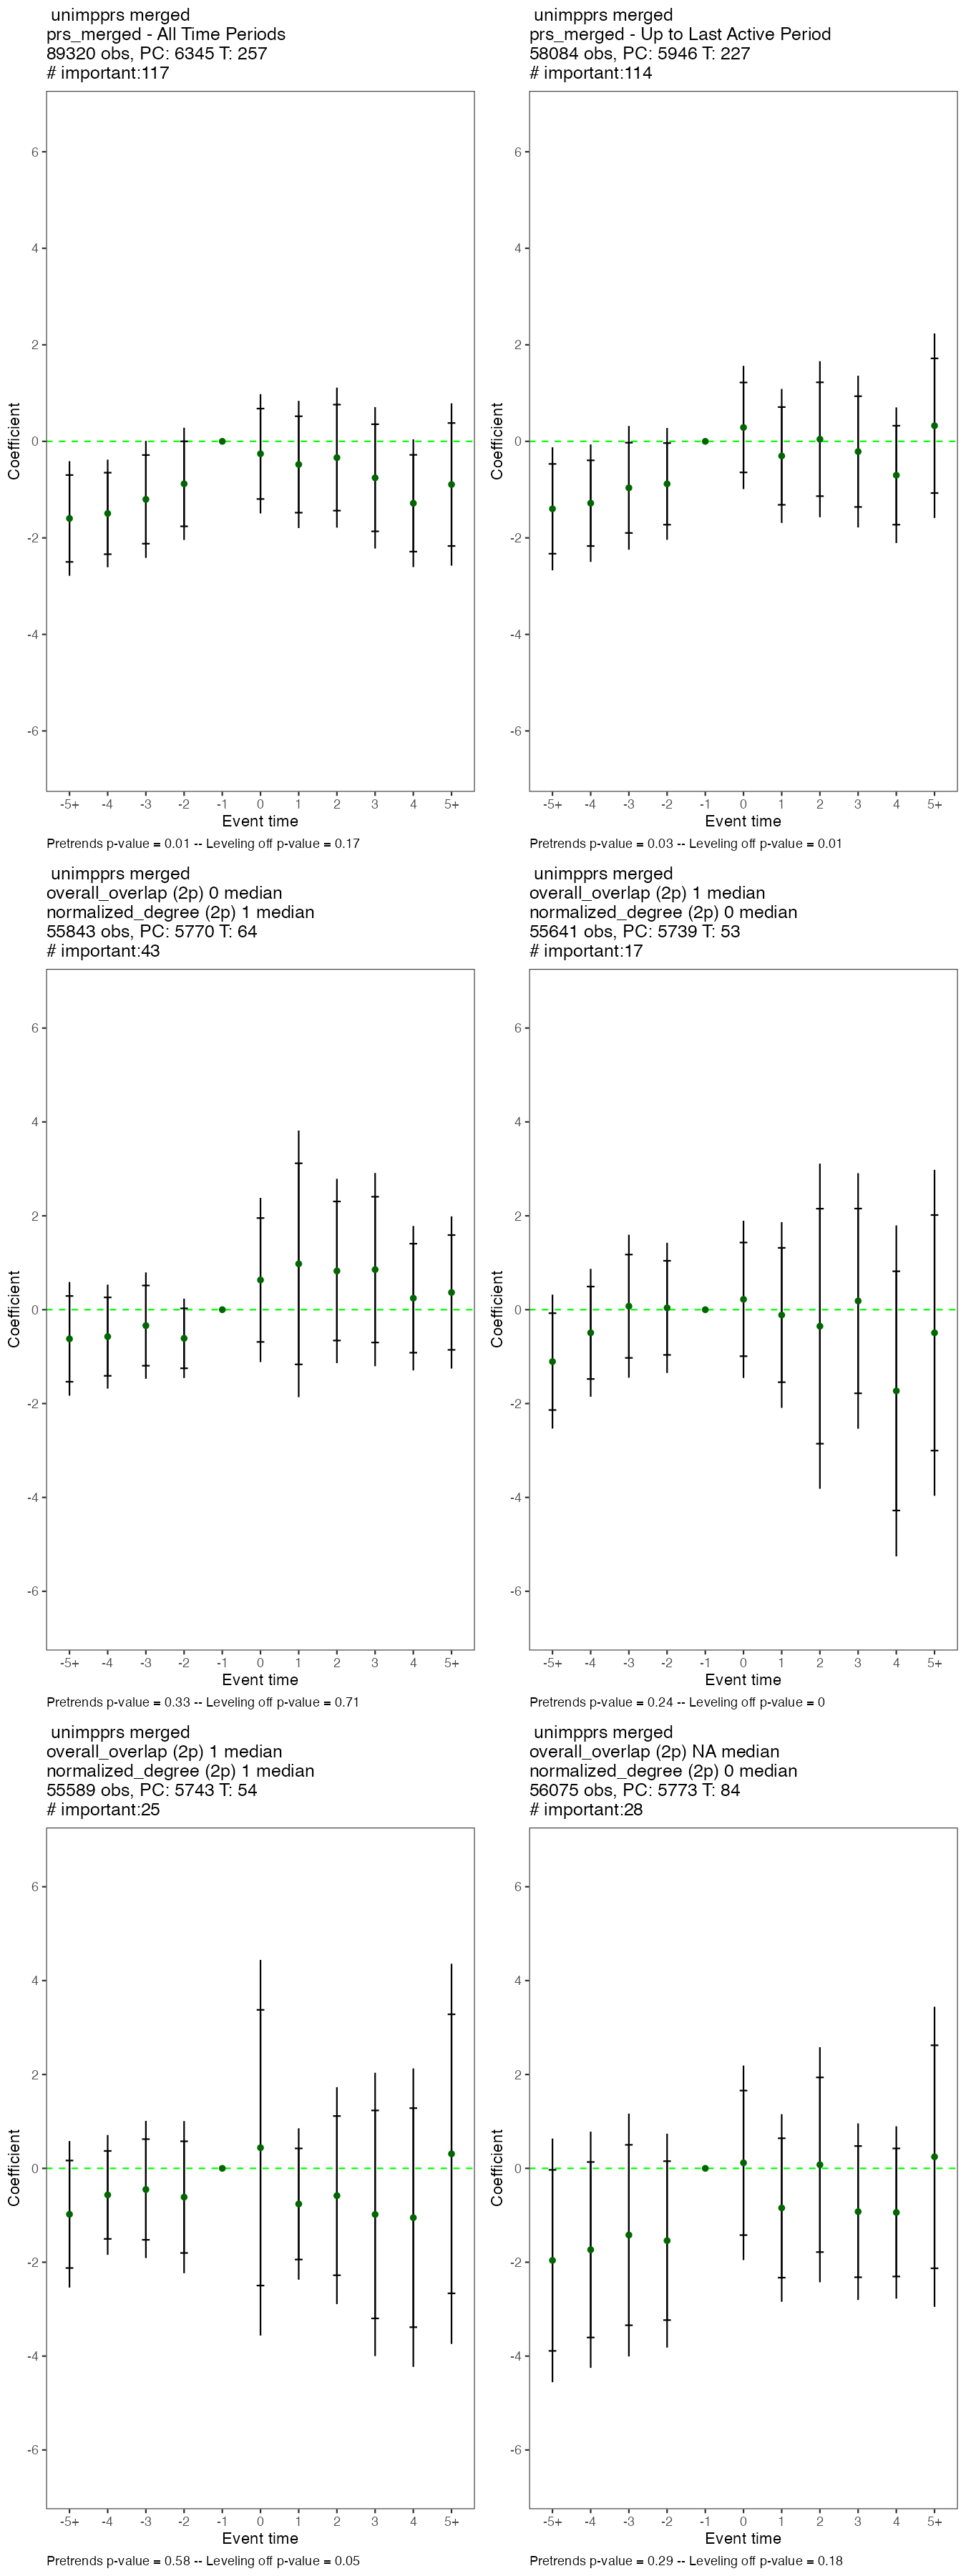 unimpprs merged
prs_merged - All Time Periods
89320 obs, PC: 6345 T: 257
# important:117
6
4
2
0
-2
-4
-6
Coefficient
-5+ -4 -3 -2 -1 0 1 2 3 4 5+
Event time
Pretrends p-value = 0.01 -- Leveling off p-value = 0.17
unimpprs merged
prs_merged - Up to Last Active Period
58084 obs, PC: 5946 T: 227
# important:114
6
4
2
0
-2
-4
-6
Coefficient
-5+ -4 -3 -2 -1 0 1 2 3 4 5+
Event time
Pretrends p-value = 0.03 -- Leveling off p-value = 0.01
unimpprs merged
overall_overlap (2p) 0 median
normalized_degree (2p) 1 median
55843 obs, PC: 5770 T: 64
# important:43
6
4
2
0
-2
-4
-6
Coefficient
-5+ -4 -3 -2 -1 0 1 2 3 4 5+
Event time
Pretrends p-value = 0.33 -- Leveling off p-value = 0.71
unimpprs merged
overall_overlap (2p) 1 median
normalized_degree (2p) 0 median
55641 obs, PC: 5739 T: 53
# important:17
6
4
2
0
-2
-4
-6
Coefficient
-5+ -4 -3 -2 -1 0 1 2 3 4 5+
Event time
Pretrends p-value = 0.24 -- Leveling off p-value = 0
unimpprs merged
overall_overlap (2p) 1 median
normalized_degree (2p) 1 median
55589 obs, PC: 5743 T: 54
# important:25
6
4
2
0
-2
-4
-6
Coefficient
-5+ -4 -3 -2 -1 0 1 2 3 4 5+
Event time
Pretrends p-value = 0.58 -- Leveling off p-value = 0.05
unimpprs merged
overall_overlap (2p) NA median
normalized_degree (2p) 0 median
56075 obs, PC: 5773 T: 84
# important:28
6
4
2
0
-2
-4
-6
Coefficient
-5+ -4 -3 -2 -1 0 1 2 3 4 5+
Event time
Pretrends p-value = 0.29 -- Leveling off p-value = 0.18